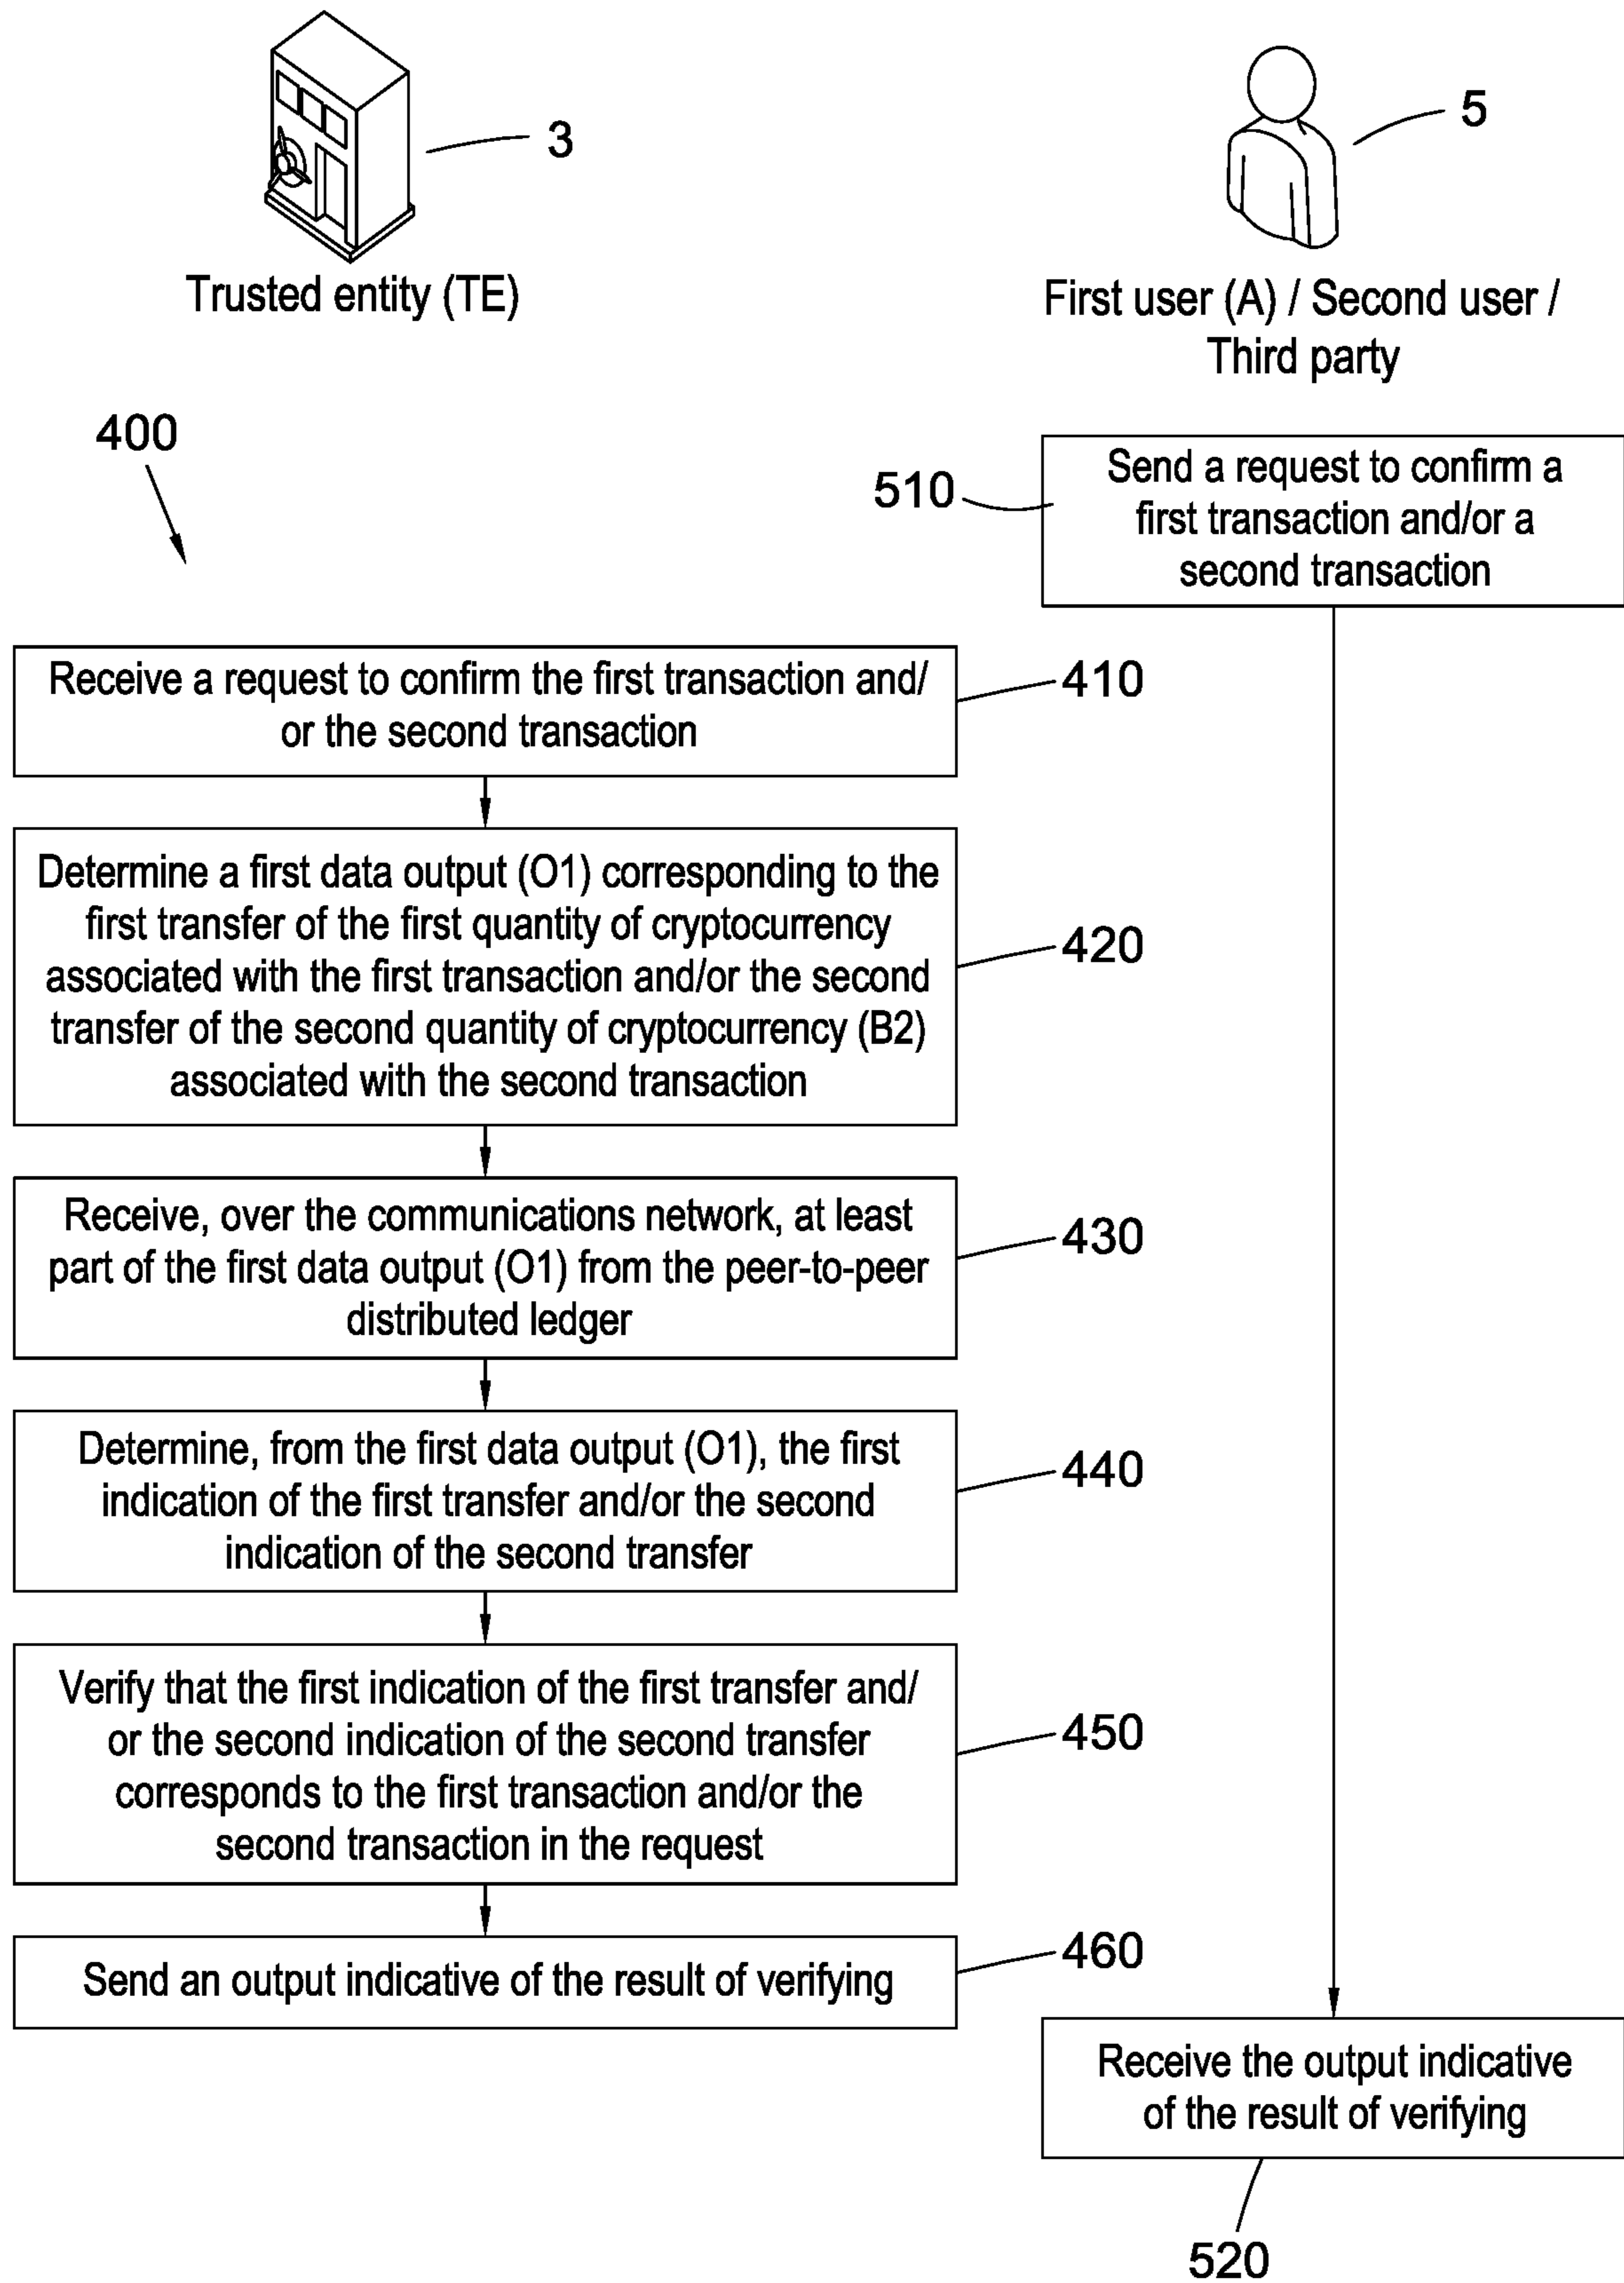 3
Trusted entity (TE)
5
First user (A) / Second user /
Third party
400
510
Send a request to confirm a
first transaction and/or a
second transaction
Receive a request to confirm the first transaction and/
or the second transaction
410
Determine a first data output (O1) corresponding to the
first transfer of the first quantity of cryptocurrency
associated with the first transaction and/or the second
transfer of the second quantity of cryptocurrency (B2)
associated with the second transaction
420
Receive, over the communications network, at least
part of the first data output (O1) from the peer-to-peer
distributed ledger
430
Determine, from the first data output (O1), the first
indication of the first transfer and/or the second
indication of the second transfer
440
Verify that the first indication of the first transfer and/
or the second indication of the second transfer
corresponds to the first transaction and/or the
second transaction in the request
450
Send an output indicative of the result of verifying
460
Receive the output indicative
of the result of verifying
520